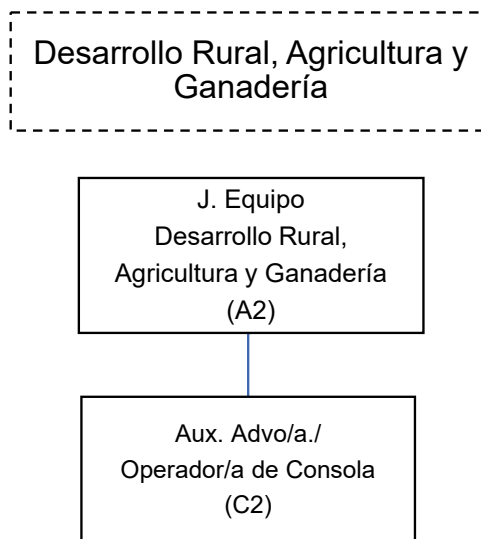 Desarrollo Rural, Agricultura y
Ganadería
J. Equipo
Desarrollo Rural,
Agricultura y Ganadería
(A2)
Aux. Advo/a./
Operador/a de Consola
(C2)